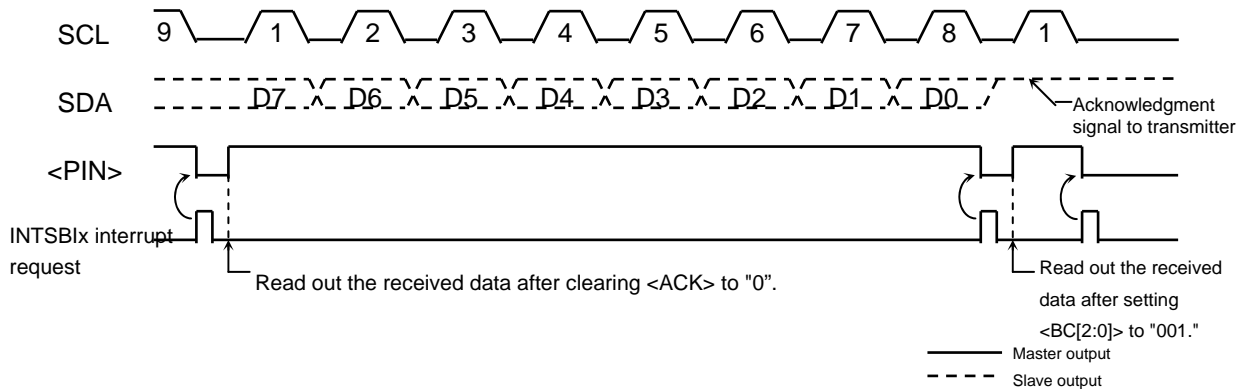 SCL 9 1 2 3 4 5 6 7 8 1
SDA D7 D6 D5 D4 D3 D2 D1 D0
Acknowledgment
signal to transmitter
<PIN>
INTSBIx interrupt
request
Read out the received data after clearing <ACK> to "0”.
Read out the received
data after setting
<BC[2:0]> to "001."
Master output
Slave output